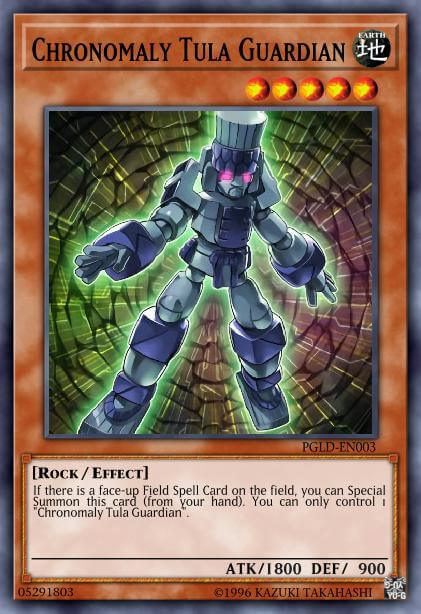 CHRONOMALY TULA GUARDIAN
EARTH
地
PGLD-EN003
[ROCK / EFFECT]
If there is a face-up Field Spell Card on the field, you can Special
Summon this card (from your hand). You can only control 1
"Chronomaly Tula Guardian".
ATK/1800 DEF/ 900
05291803
©1996 KAZUKI TAKAHASHI